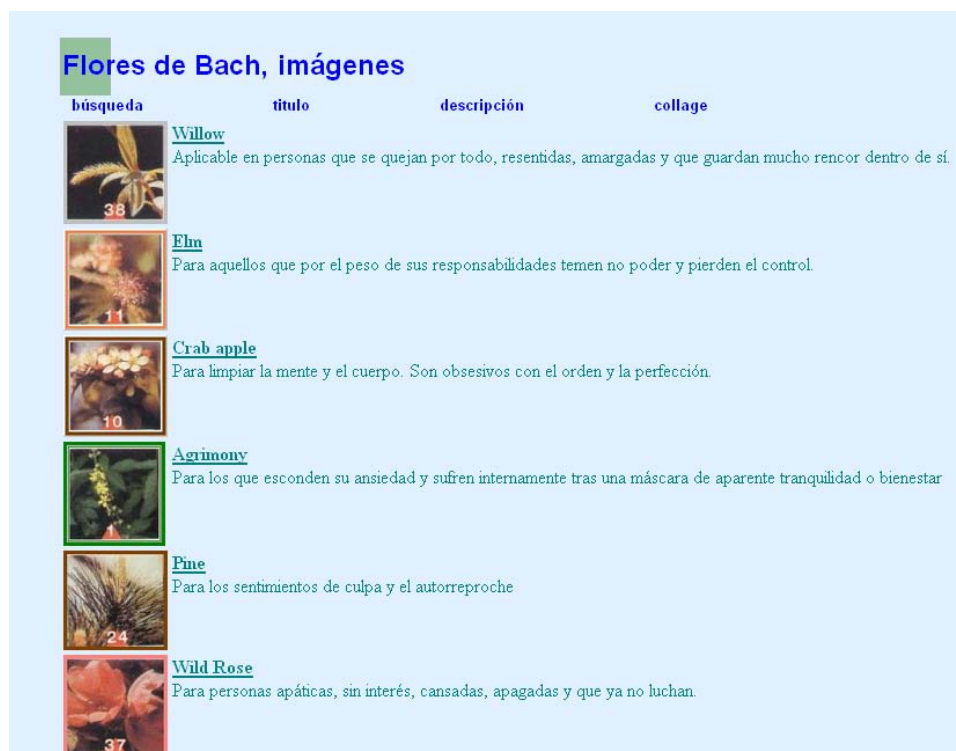 Flores de Bach, imágenes
búsqueda titulo descripción collage
Willow
Aplicable en personas que se quejan por todo, resentidas, amargadas y que guardan mucho rencor dentro de sí.
38
Elm
Para aquellos que por el peso de sus responsabilidades temen no poder y pierden el control.
11
Crab apple
Para limpiar la mente y el cuerpo. Son obsesivos con el orden y la perfección.
10
Agrimony
Para los que esconden su ansiedad y sufren internamente tras una máscara de aparente tranquilidad o bienestar
1
Pine
Para los sentimientos de culpa y el autorreproche
24
Wild Rose
Para personas apáticas, sin interés, cansadas, apagadas y que ya no luchan.
37